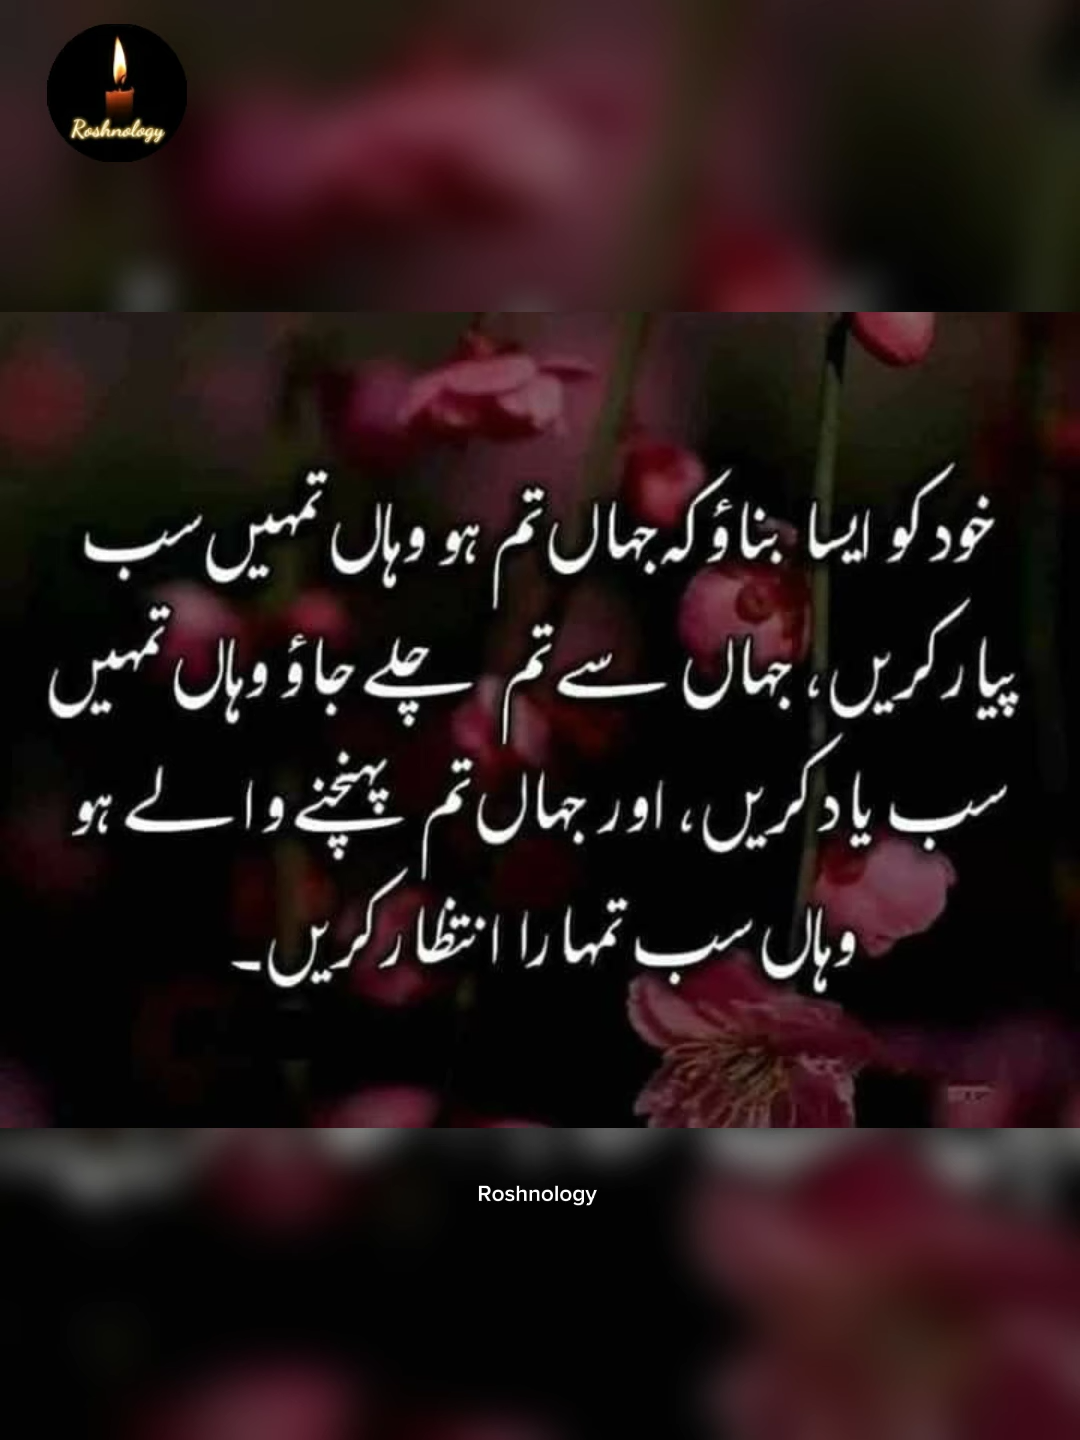 Roshnology
خود کو ایسا بناؤ کہ جہاں تم ہو وہاں تمہیں سب
پیار کریں، جہاں سے تم چلے جاؤ وہاں تمہیں
سب یاد کریں، اور جہاں تم پہنچنے والے ہو
وہاں سب تمہارا انتظار کریں۔
Roshnology